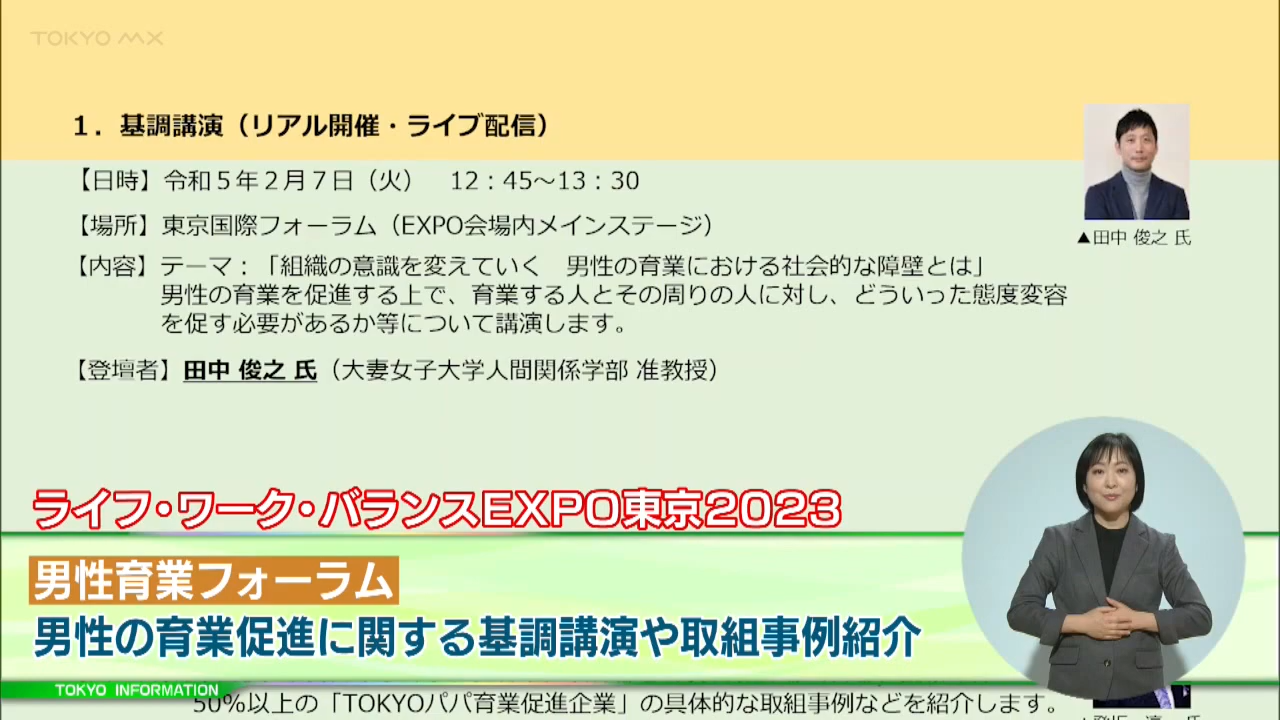 TOKYO MX
１．基調講演（リアル開催・ライブ配信）
【日時】令和５年２月７日（火）　12：45～13：30
【場所】東京国際フォーラム（EXPO会場内メインステージ）
▲田中 俊之 氏
【内容】テーマ：「組織の意識を変えていく　男性の育業における社会的な障壁とは」
男性の育業を促進する上で、育業する人とその周りの人に対し、どういった態度変容
を促す必要があるか等について講演します。
【登壇者】田中 俊之 氏（大妻女子大学人間関係学部 准教授）
ライフ・ワーク・バランスEXPO東京2023
男性育業フォーラム
男性の育業促進に関する基調講演や取組事例紹介
TOKYO INFORMATION
50％以上の「TOKYOパパ育業促進企業」の具体的な取組事例などを紹介します。